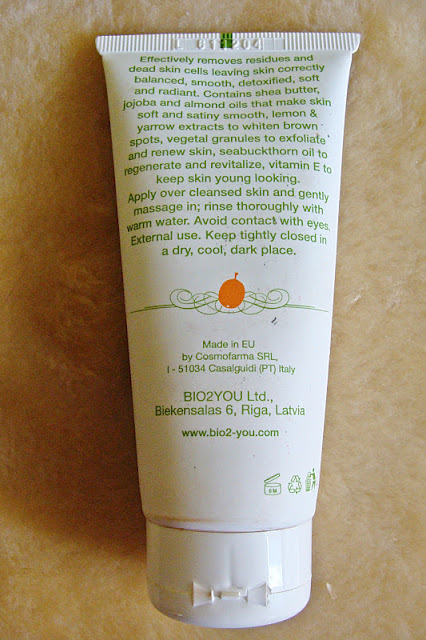 Effectively removes residues and
dead skin cells leaving skin correctly
balanced, smooth, detoxified, soft
and radiant. Contains shea butter,
jojoba and almond oils that make skin
soft and satiny smooth, lemon &
yarrow extracts to whiten brown
spots, vegetal granules to exfoliate
and renew skin, seabuckthorn oil to
regenerate and revitalize, vitamin E to
keep skin young looking.
Apply over cleansed skin and gently
massage in; rinse thoroughly with
warm water. Avoid contact with eyes.
External use. Keep tightly closed in
a dry, cool, dark place.
Made in EU
by Cosmofarma SRL,
I - 51034 Casalguidi (PT) Italy
BIO2YOU Ltd.,
Biekensalas 6, Riga, Latvia
www.bio2-you.com